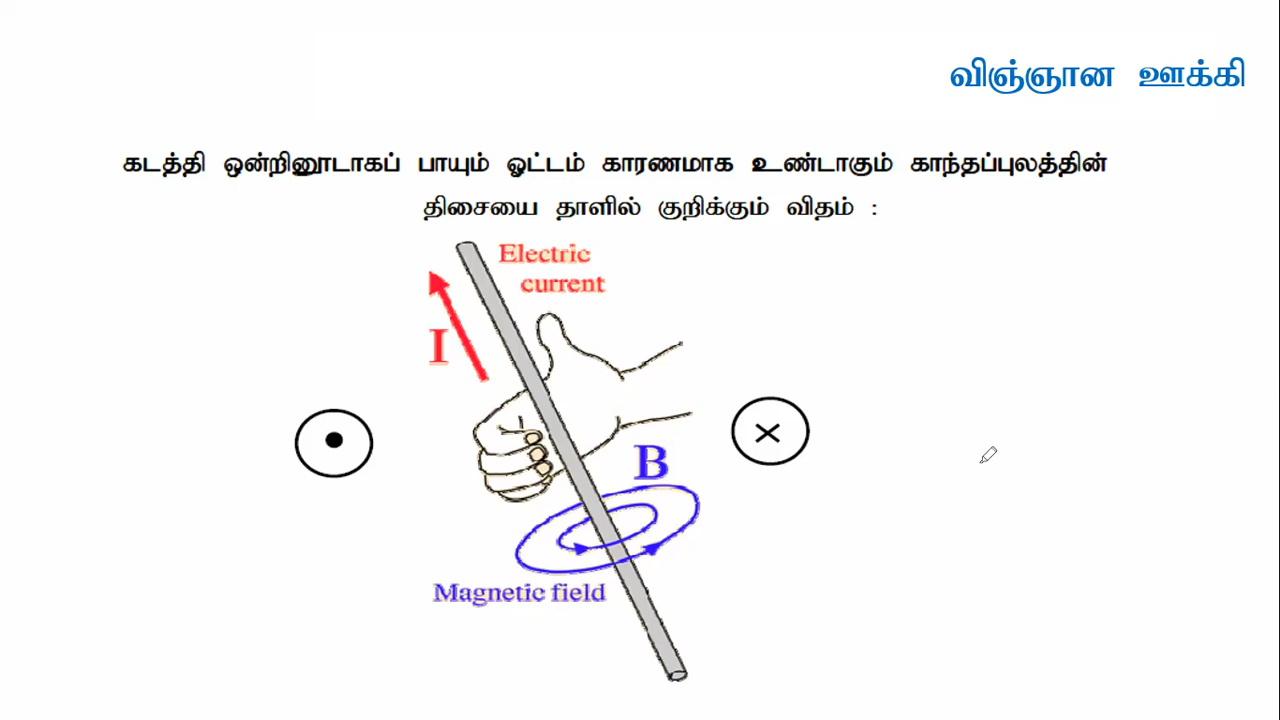 விஞ்ஞான ஊக்கி
கடத்தி ஒன்றினூடாகப் பாயும் ஓட்டம் காரணமாக உண்டாகும் காந்தப்புலத்தின்
திசையை தாளில் குறிக்கும் விதம் :
Electric
current
I
B
Magnetic field